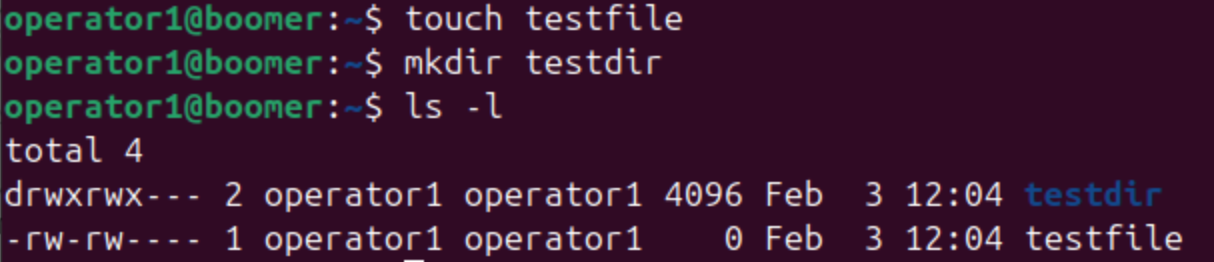 operator1@boomer:~$ touch testfile
operator1@boomer:~$ mkdir testdir
operator1@boomer:~$ ls -l
total 4
drwxrwx--- 2 operator1 operator1 4096 Feb  3 12:04 testdir
-rw-rw---- 1 operator1 operator1    0 Feb  3 12:04 testfile